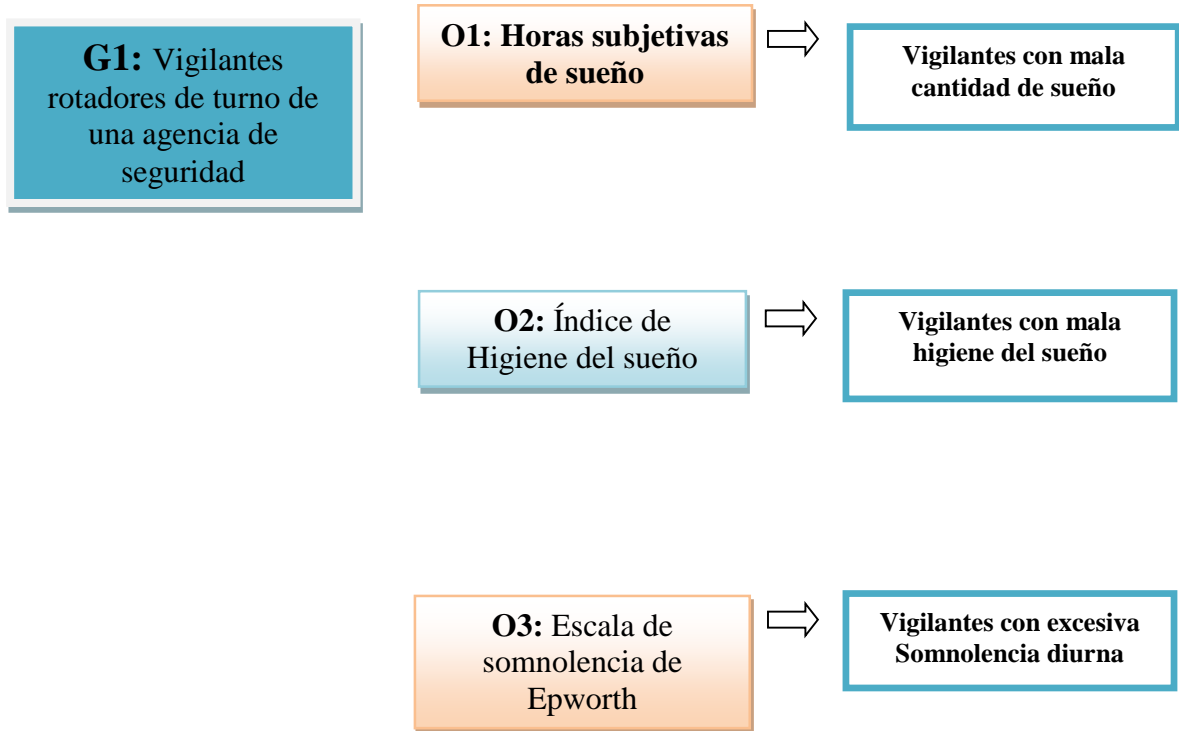 G1: Vigilantes
rotadores de turno de
una agencia de
seguridad
O1: Horas subjetivas
de sueño
Vigilantes con mala
cantidad de sueño
O2: Índice de
Higiene del sueño
Vigilantes con mala
higiene del sueño
O3: Escala de
somnolencia de
Epworth
Vigilantes con excesiva
Somnolencia diurna